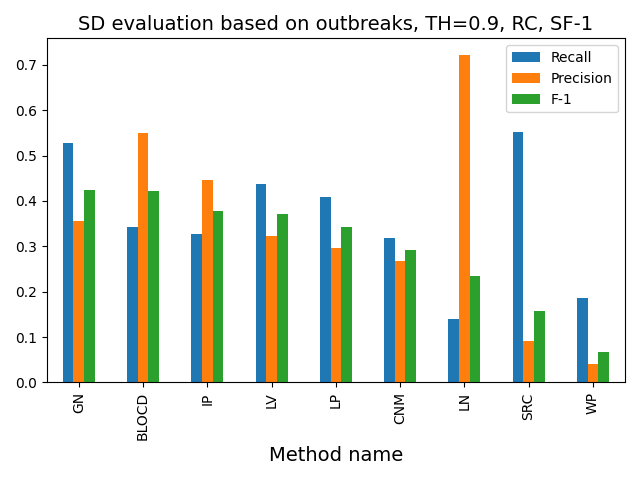 SD evaluation based on outbreaks, TH=0.9, RC, SF-1
Recall
Precision
F-1
0.7
0.6
0.5
0.4
0.3
0.2
0.1
0.0
GN
BLOCD
IP
LV
LP
CNM
LN
SRC
WP
Method name